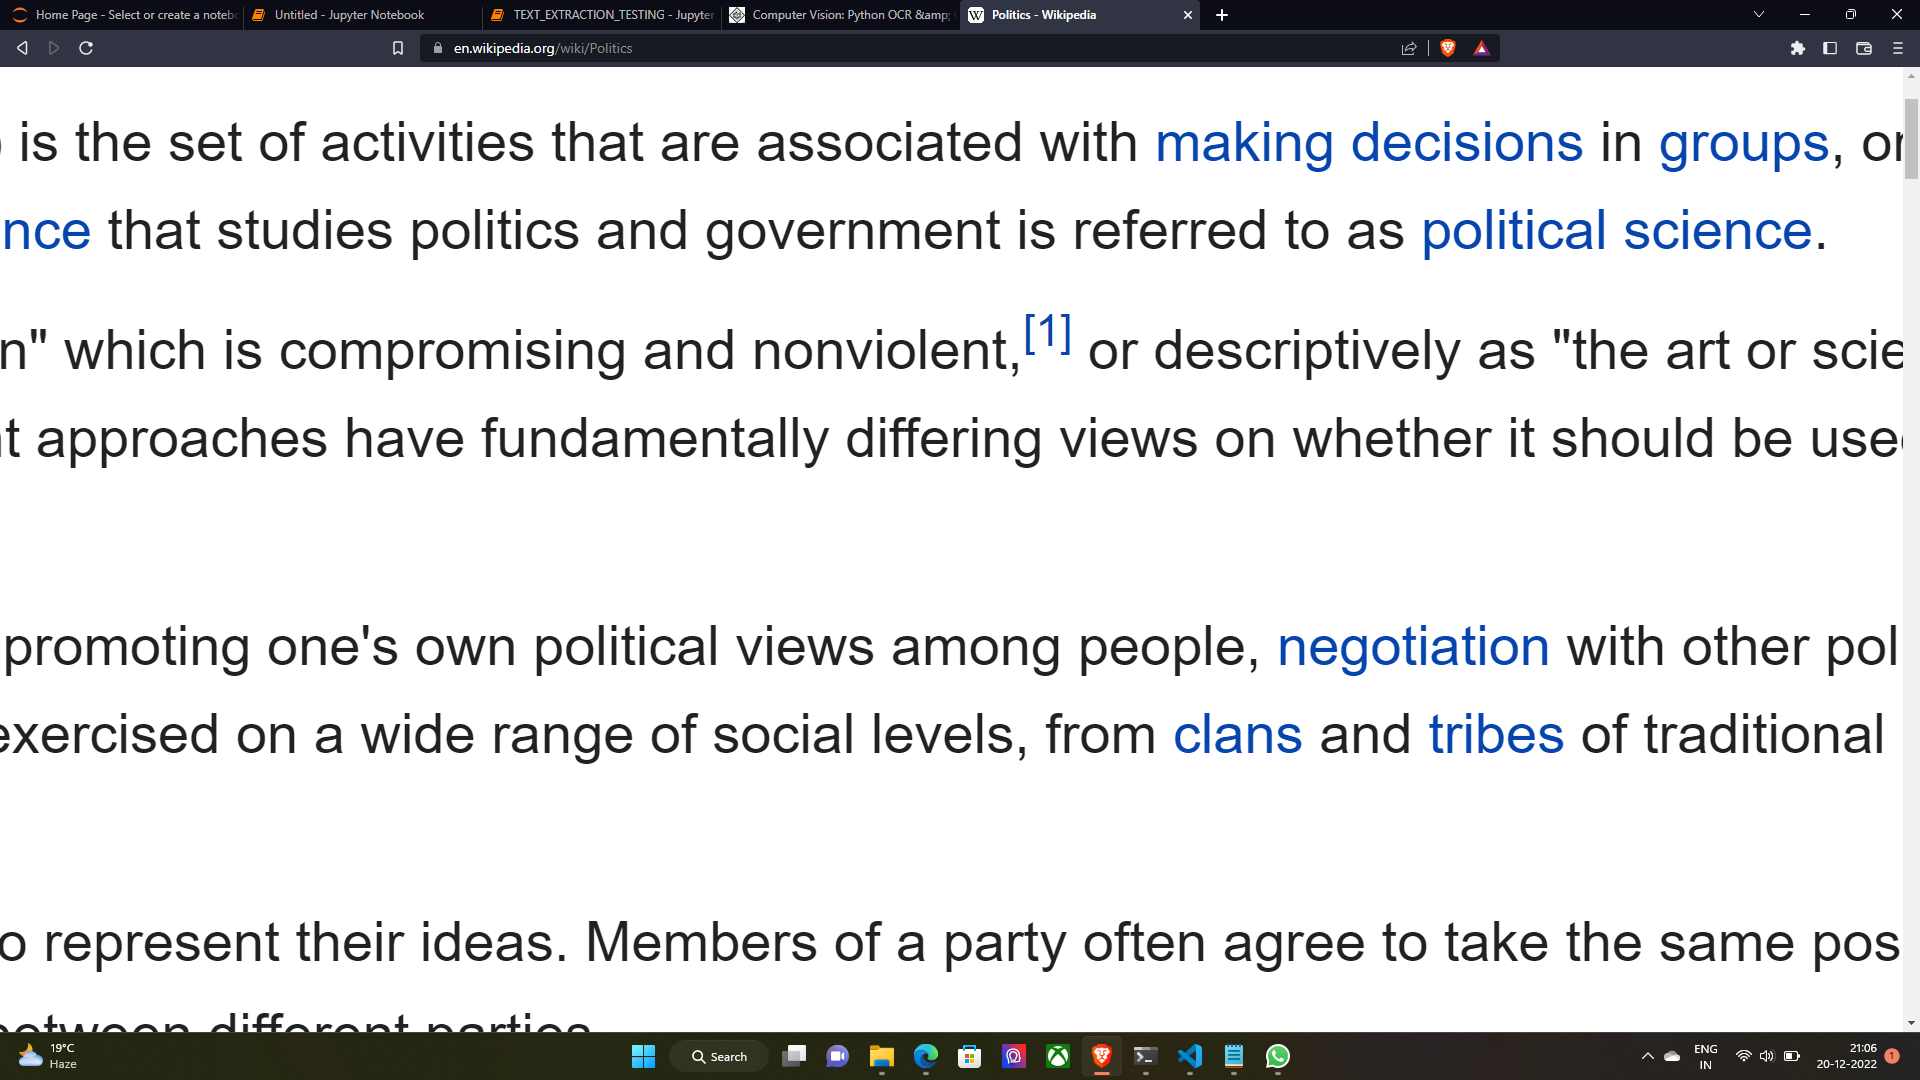 Home Page - Select or create a noteb
Untitled - Jupyter Notebook
TEXT_EXTRACTION_TESTING - Jupyter
Computer Vision: Python OCR &amp;
Politics - Wikipedia
en.wikipedia.org/wiki/Politics
) is the set of activities that are associated with making decisions in groups, or
nce that studies politics and government is referred to as political science.
n" which is compromising and nonviolent,[1] or descriptively as "the art or scie
nt approaches have fundamentally differing views on whether it should be used
promoting one's own political views among people, negotiation with other pol
exercised on a wide range of social levels, from clans and tribes of traditional
o represent their ideas. Members of a party often agree to take the same pos
between different parties
19°C
Haze
Search
ENG
IN
21:06
20-12-2022
1